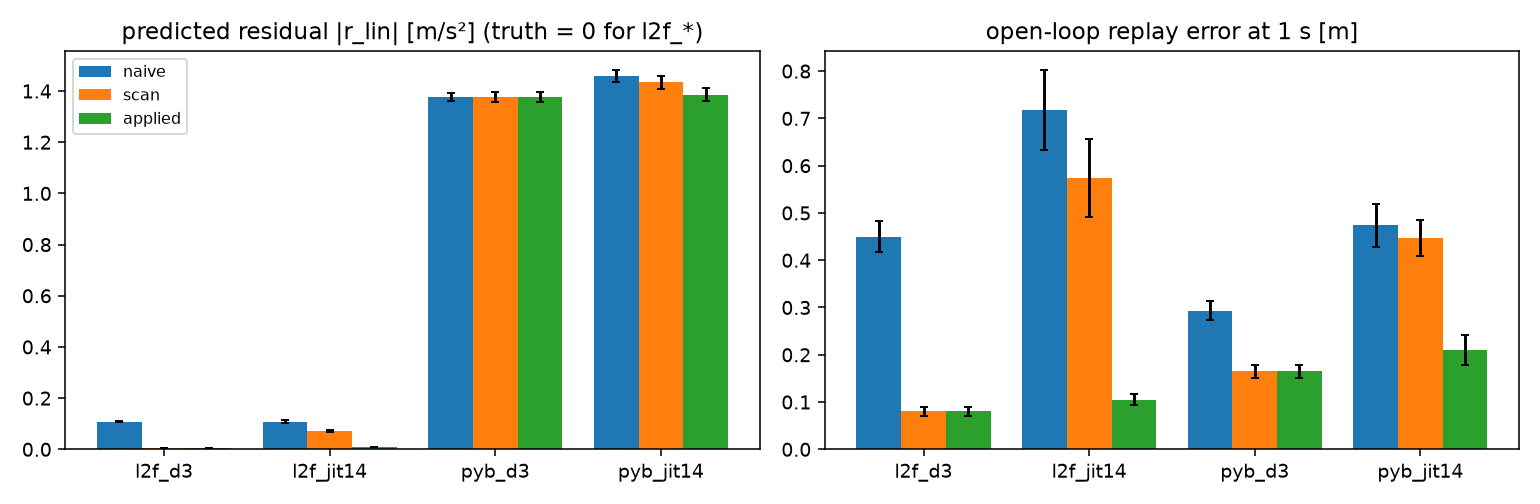 predicted residual |r_lin| [m/s²] (truth = 0 for l2f_*)
naive
scan
applied
1.4
1.2
1.0
0.8
0.6
0.4
0.2
0.0
l2f_d3
l2f_jit14
pyb_d3
pyb_jit14
open-loop replay error at 1 s [m]
0.8
0.7
0.6
0.5
0.4
0.3
0.2
0.1
0.0
l2f_d3
l2f_jit14
pyb_d3
pyb_jit14